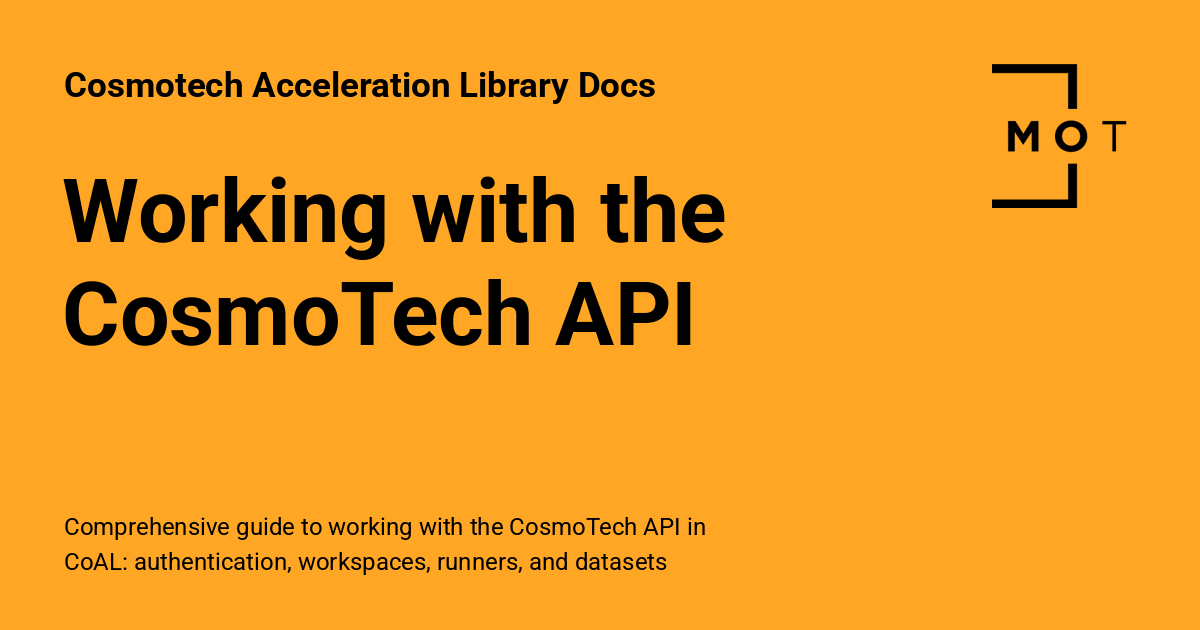 Cosmotech Acceleration Library Docs
MOT
Working with the
CosmoTech API
Comprehensive guide to working with the CosmoTech API in
CoAL: authentication, workspaces, runners, and datasets